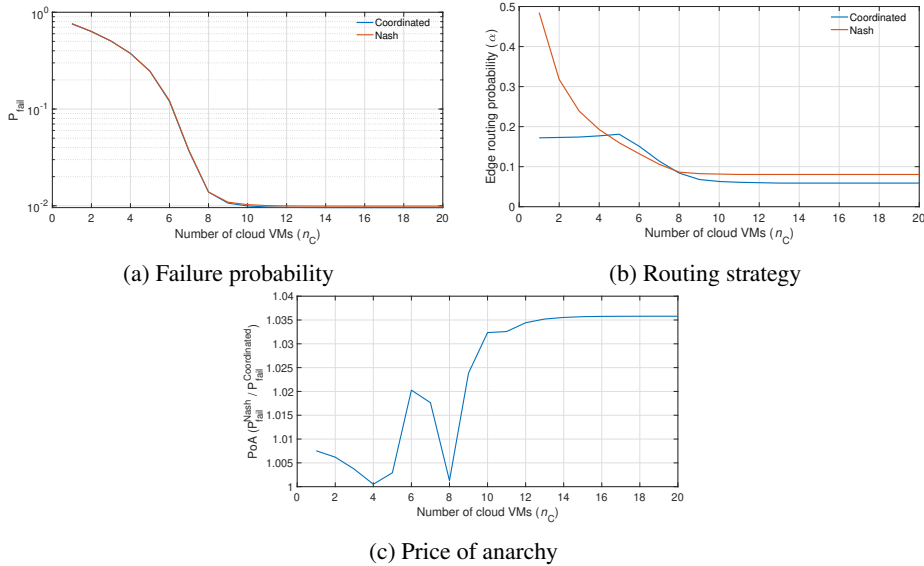 10^0
10^-1
10^-2
P_fail
0 2 4 6 8 10 12 14 16 18 20
Number of cloud VMs (n_C)
Coordinated
Nash
(a) Failure probability
0.5
0.4
0.3
0.2
0.1
0
Edge routing probability (α)
0 2 4 6 8 10 12 14 16 18 20
Number of cloud VMs (n_C)
Coordinated
Nash
(b) Routing strategy
1.04
1.035
1.03
1.025
1.02
1.015
1.01
1.005
1
PoA (P_fail^Nash / P_fail^Coordinated)
0 2 4 6 8 10 12 14 16 18 20
Number of cloud VMs (n_C)
(c) Price of anarchy